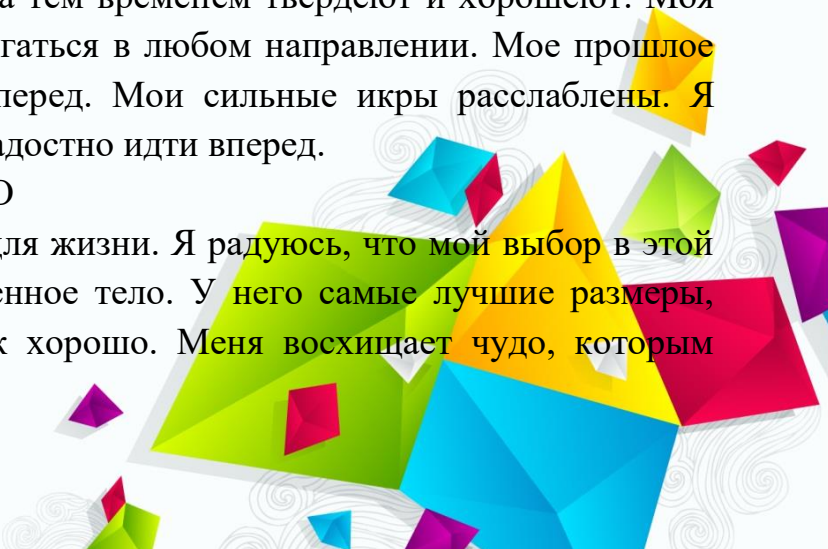 а тем временем твердеют и хорошеют. Моя
гаться в любом направлении. Мое прошлое
перед. Мои сильные икры расслаблены. Я
адостно идти вперед.
О
для жизни. Я радуюсь, что мой выбор в этой
енное тело. У него самые лучшие размеры,
к хорошо. Меня восхищает чудо, которым